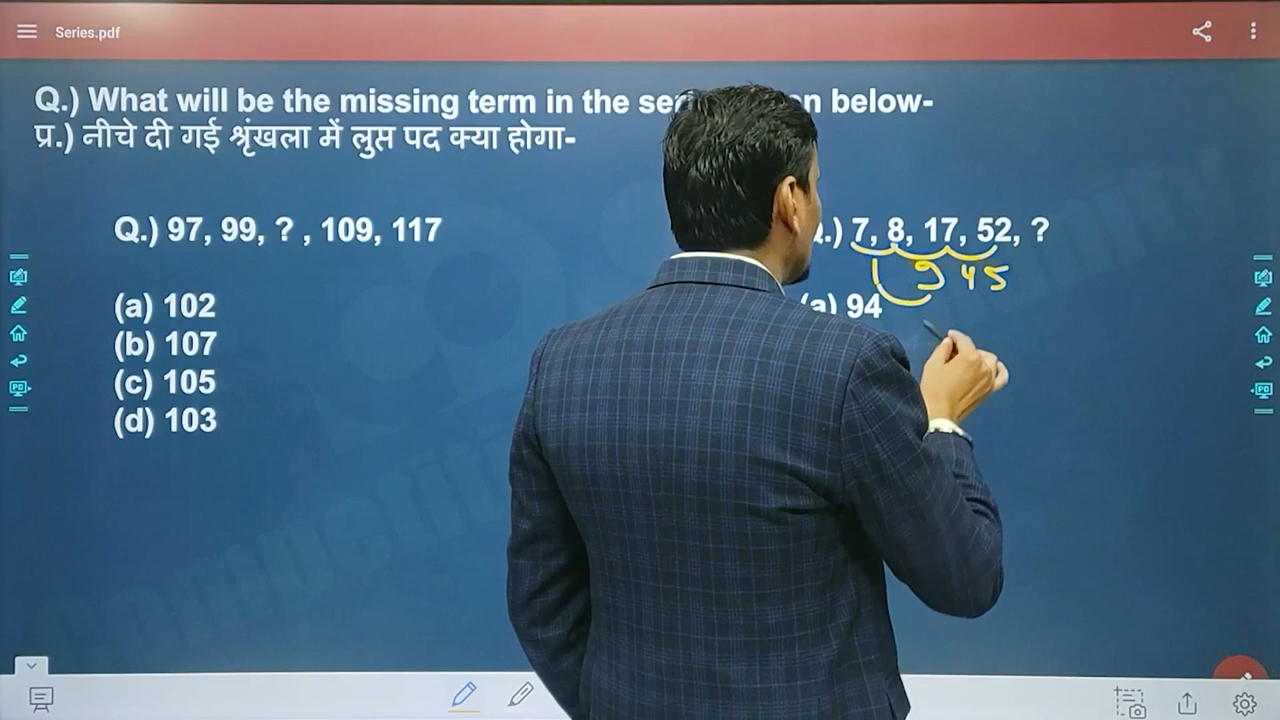 Series.pdf
Q.) What will be the missing term in the below-
प्र.) नीचे दी गई श्रृंखला में लुप्त पद क्या होगा-
Q.) 97, 99, ? , 109, 117
(a) 102
(b) 107
(c) 105
(d) 103
.) 7, 8, 17, 52, ?
1 9 45
(a) 94